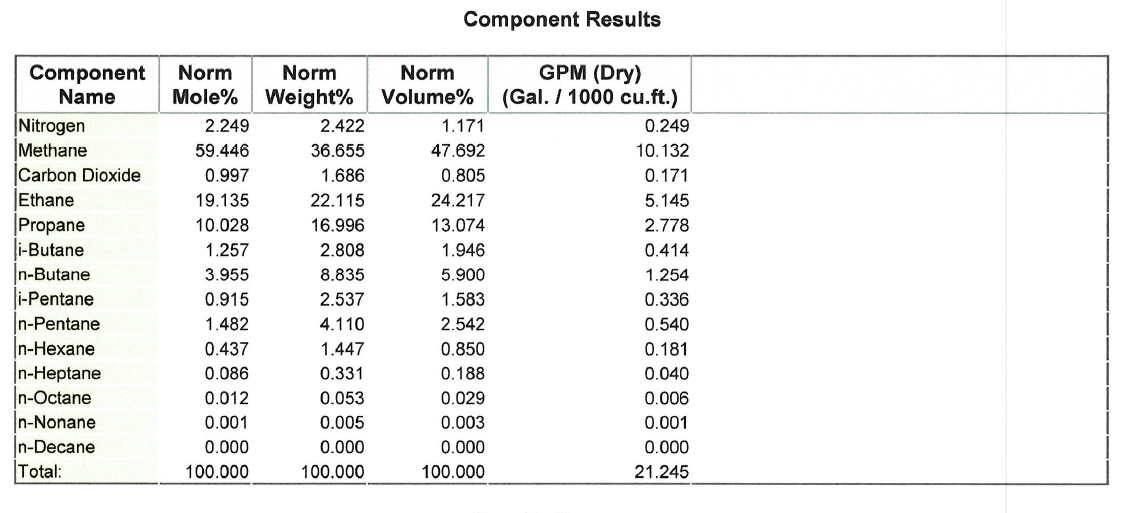 Component Results
Component Name Norm Mole% Norm Weight% Norm Volume% GPM (Dry) (Gal. / 1000 cu.ft.)
Nitrogen 2.249 2.422 1.171 0.249
Methane 59.446 36.655 47.692 10.132
Carbon Dioxide 0.997 1.686 0.805 0.171
Ethane 19.135 22.115 24.217 5.145
Propane 10.028 16.996 13.074 2.778
i-Butane 1.257 2.808 1.946 0.414
n-Butane 3.955 8.835 5.900 1.254
i-Pentane 0.915 2.537 1.583 0.336
n-Pentane 1.482 4.110 2.542 0.540
n-Hexane 0.437 1.447 0.850 0.181
n-Heptane 0.086 0.331 0.188 0.040
n-Octane 0.012 0.053 0.029 0.006
n-Nonane 0.001 0.005 0.003 0.001
n-Decane 0.000 0.000 0.000 0.000
Total: 100.000 100.000 100.000 21.245